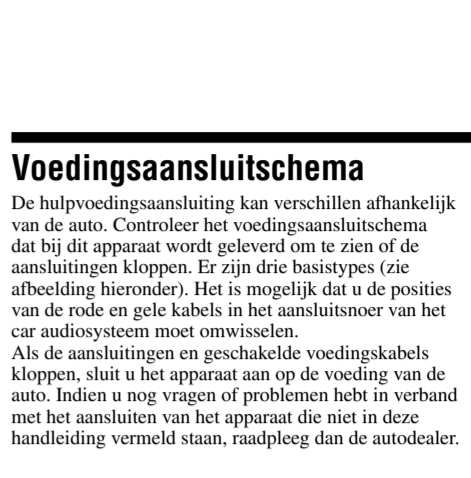 Voedingsaansluitschema
De hulpvoedingsaansluiting kan verschillen afhankelijk
van de auto. Controleer het voedingsaansluitschema
dat bij dit apparaat wordt geleverd om te zien of de
aansluitingen kloppen. Er zijn drie basistypes (zie
afbeelding hieronder). Het is mogelijk dat u de posities
van de rode en gele kabels in het aansluitsnoer van het
car audiosysteem moet omwisselen.
Als de aansluitingen en geschakelde voedingskabels
kloppen, sluit u het apparaat aan op de voeding van de
auto. Indien u nog vragen of problemen hebt in verband
met het aansluiten van het apparaat die niet in deze
handleiding vermeld staan, raadpleeg dan de autodealer.